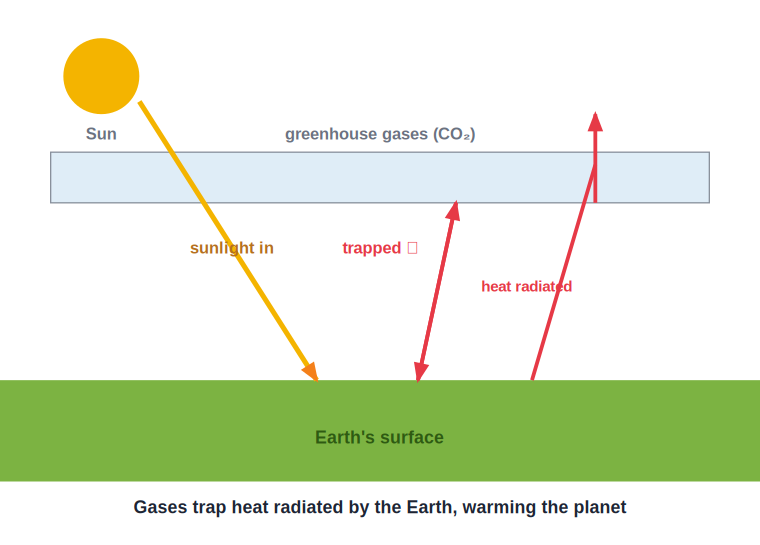 Sun
greenhouse gases (CO₂)
sunlight in
trapped
heat radiated
Earth's surface
Gases trap heat radiated by the Earth, warming the planet